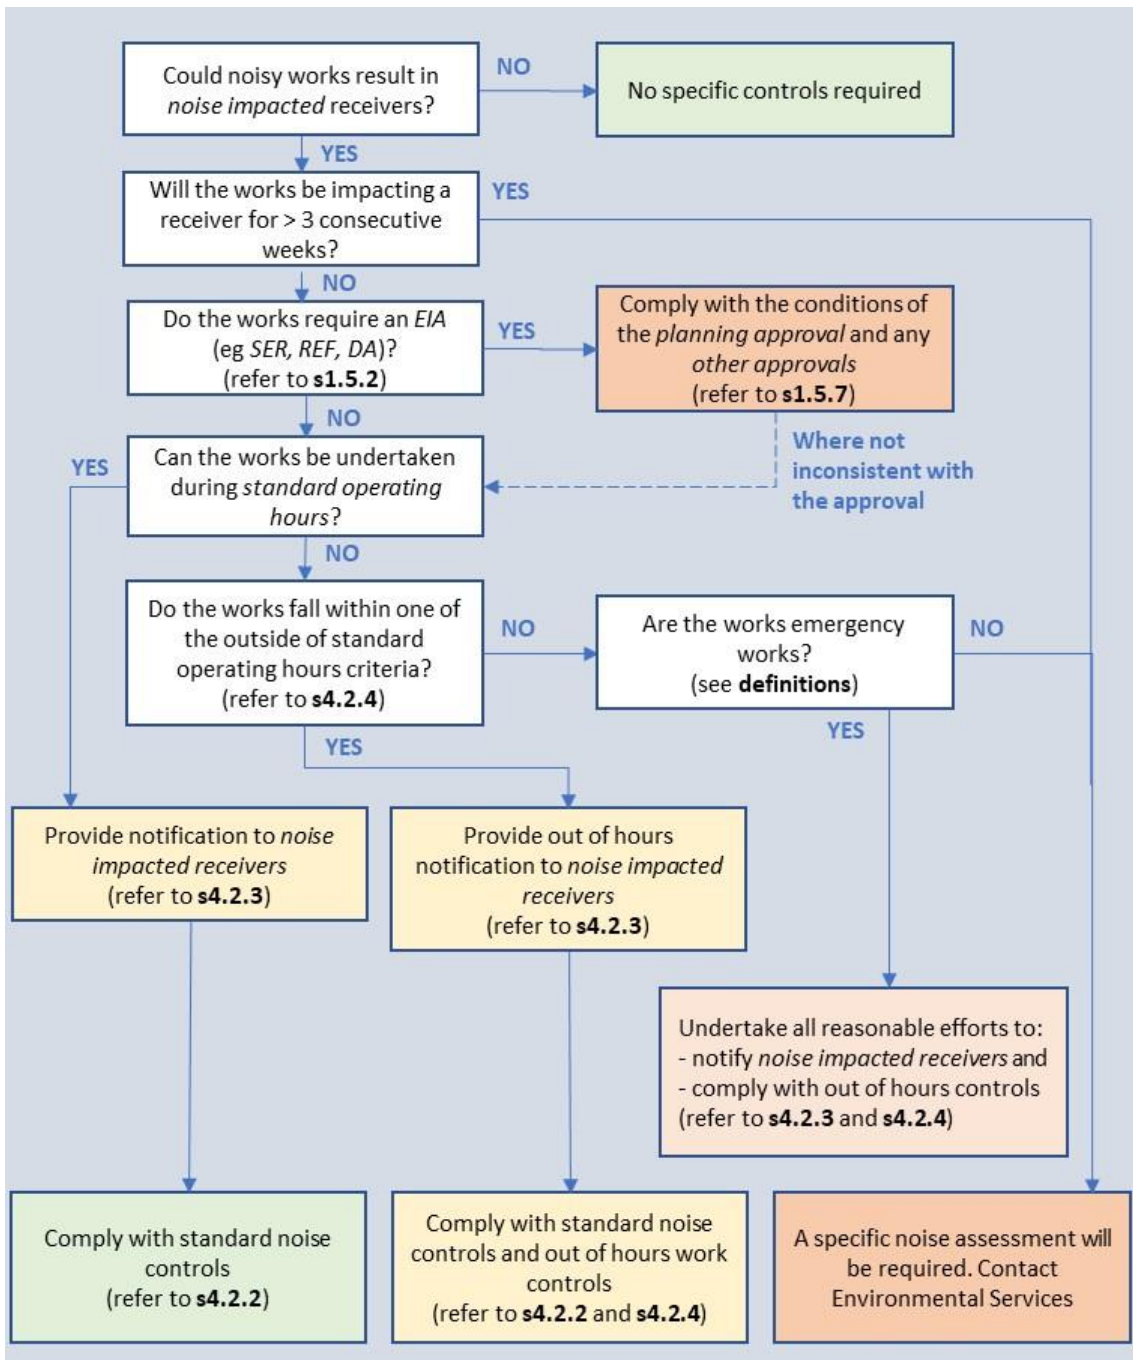 Could noisy works result in
noise impacted receivers?
NO
No specific controls required
YES
Will the works be impacting a
receiver for > 3 consecutive
weeks?
YES
NO
Do the works require an EIA
(eg SER, REF, DA)?
(refer to s1.5.2)
YES
Comply with the conditions of
the planning approval and any
other approvals
(refer to s1.5.7)
NO
Where not
inconsistent with
the approval
YES
Can the works be undertaken
during standard operating
hours?
NO
Do the works fall within one of
the outside of standard
operating hours criteria?
(refer to s4.2.4)
NO
Are the works emergency
works?
(see definitions)
NO
YES
YES
Provide notification to noise
impacted receivers
(refer to s4.2.3)
Provide out of hours
notification to noise impacted
receivers
(refer to s4.2.3)
Undertake all reasonable efforts to:
- notify noise impacted receivers and
- comply with out of hours controls
(refer to s4.2.3 and s4.2.4)
Comply with standard noise
controls
(refer to s4.2.2)
Comply with standard noise
controls and out of hours work
controls
(refer to s4.2.2 and s4.2.4)
A specific noise assessment will
be required. Contact
Environmental Services